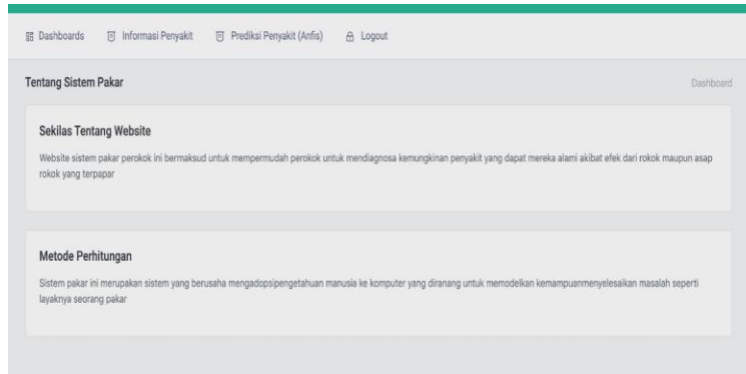 Dashboards Informasi Penyakit Prediksi Penyakit (Anfis) Logout
Tentang Sistem Pakar Dashboard
Sekilas Tentang Website
Website sistem pakar perokok ini bermaksud untuk mempermudah perokok untuk mendiagnosa kemungkinan penyakit yang dapat mereka alami akibat efek dari rokok maupun asap
rokok yang terpapar
Metode Perhitungan
Sistem pakar ini merupakan sistem yang berusaha mengadopsipengetahuan manusia ke komputer yang diranang untuk memodelkan kemampuanmenyelesaikan masalah seperti
layaknya seorang pakar